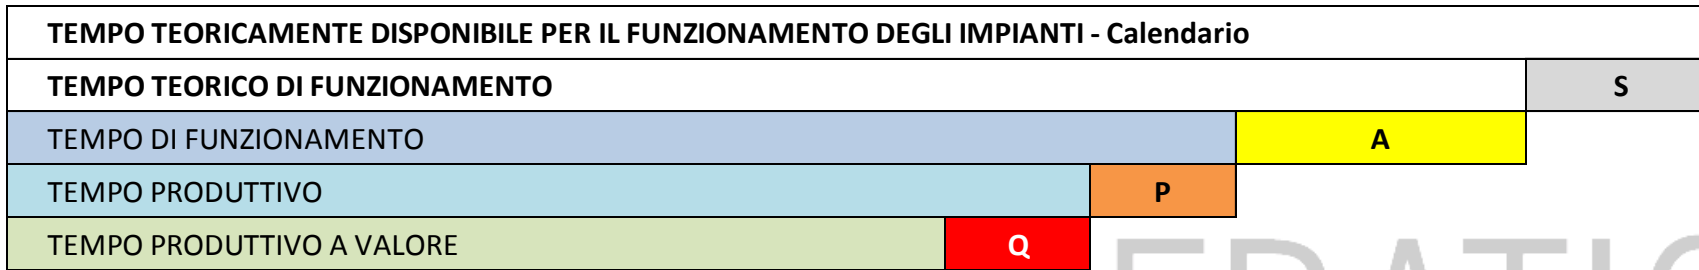 TEMPO TEORICAMENTE DISPONIBILE PER IL FUNZIONAMENTO DEGLI IMPIANTI - Calendario
TEMPO TEORICO DI FUNZIONAMENTO S
TEMPO DI FUNZIONAMENTO A
TEMPO PRODUTTIVO P
TEMPO PRODUTTIVO A VALORE Q